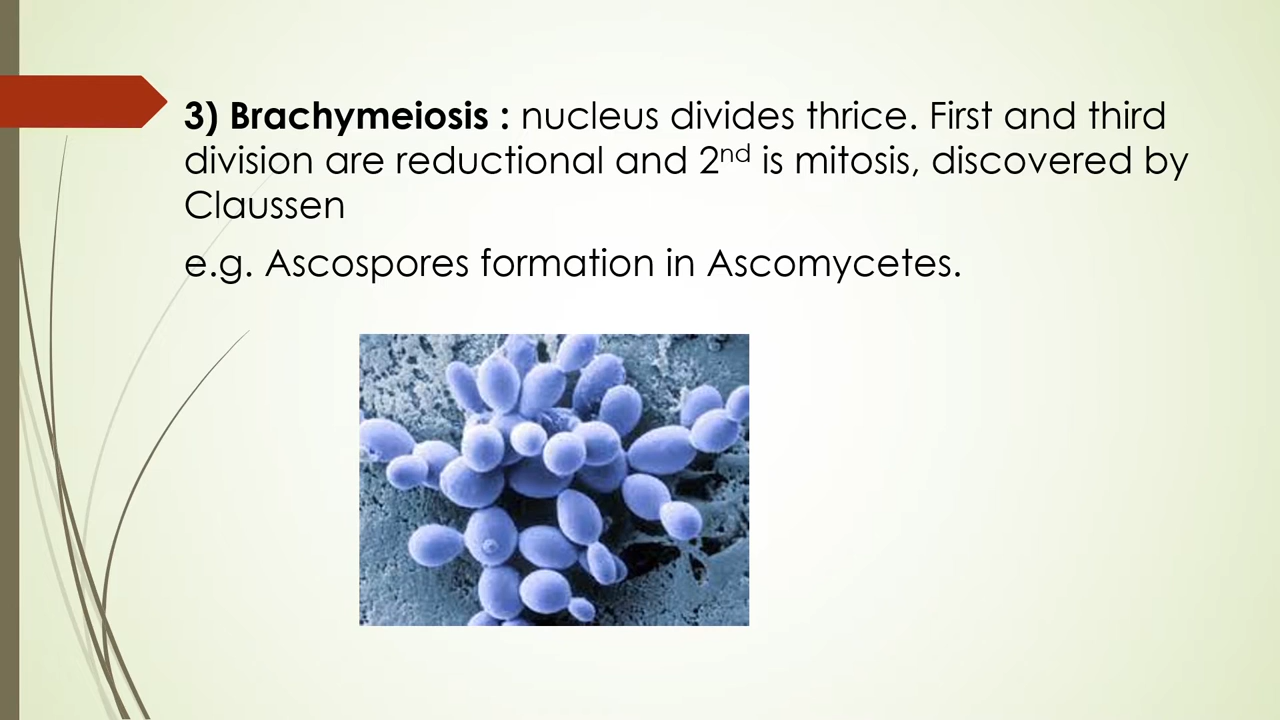 3) Brachymeiosis : nucleus divides thrice. First and third
division are reductional and 2nd is mitosis, discovered by
Claussen
e.g. Ascospores formation in Ascomycetes.